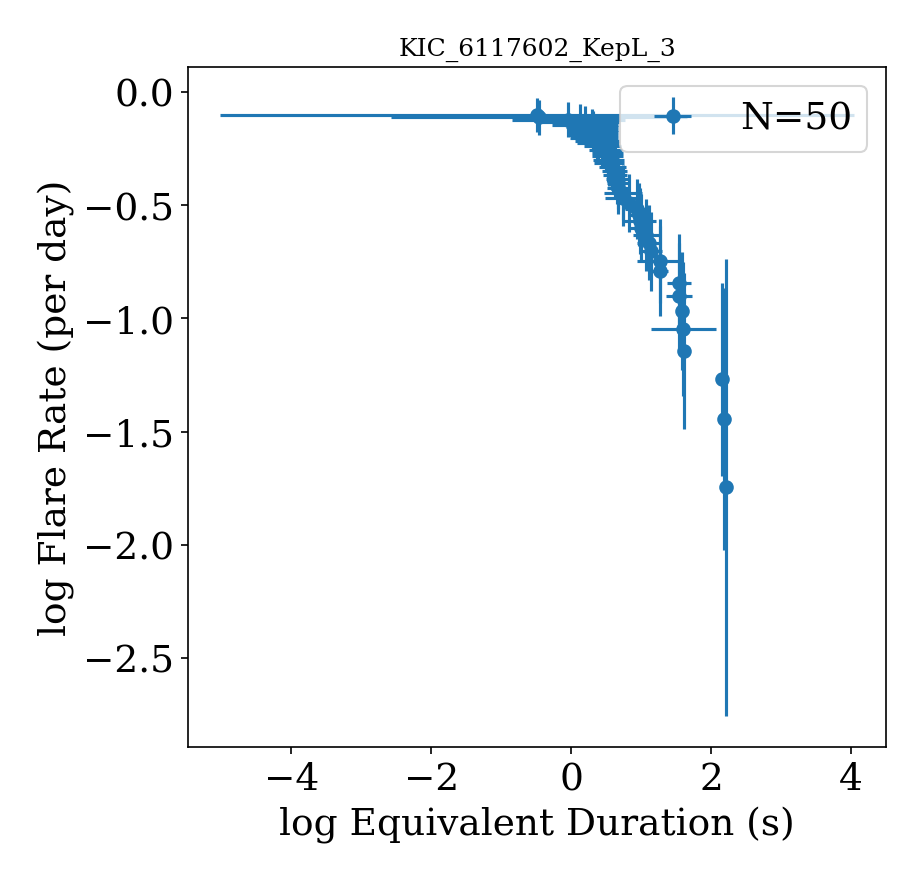 KIC_6117602_KepL_3
N=50
log Flare Rate (per day)
0.0
−0.5
−1.0
−1.5
−2.0
−2.5
−4 −2 0 2 4
log Equivalent Duration (s)